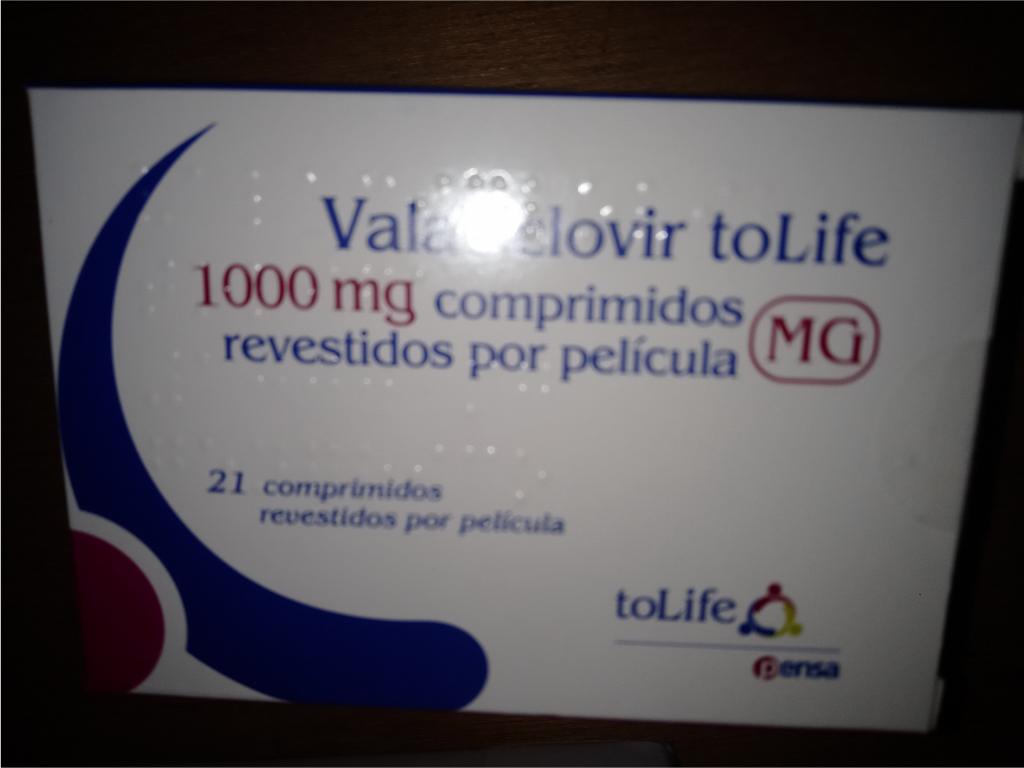 toLife
1000 mg comprimidos MG
revestidos por película
21 comprimidos
revestidos por película
toLife
pensa